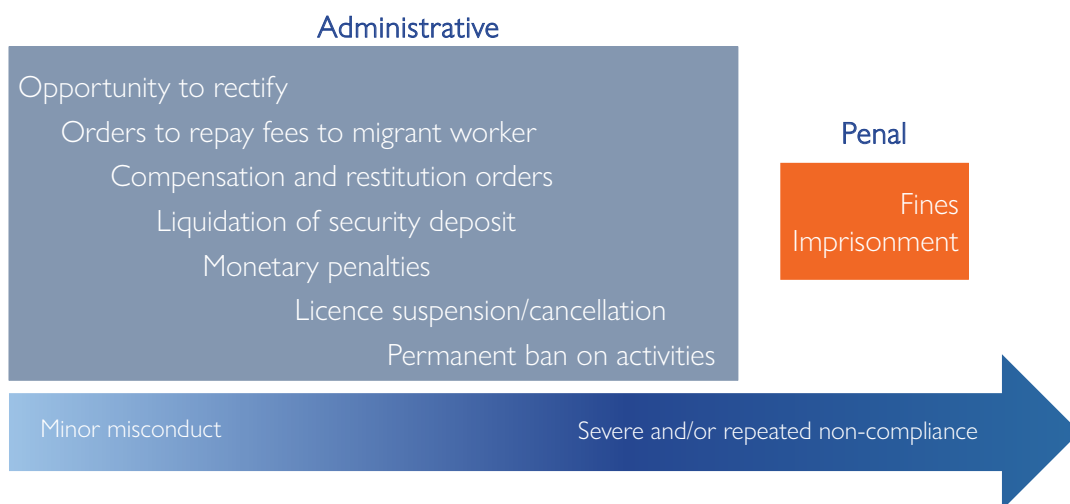 Administrative
Opportunity to rectify
Orders to repay fees to migrant worker
Compensation and restitution orders
Liquidation of security deposit
Monetary penalties
Licence suspension/cancellation
Permanent ban on activities
Penal
Fines
Imprisonment
Minor misconduct
Severe and/or repeated non-compliance